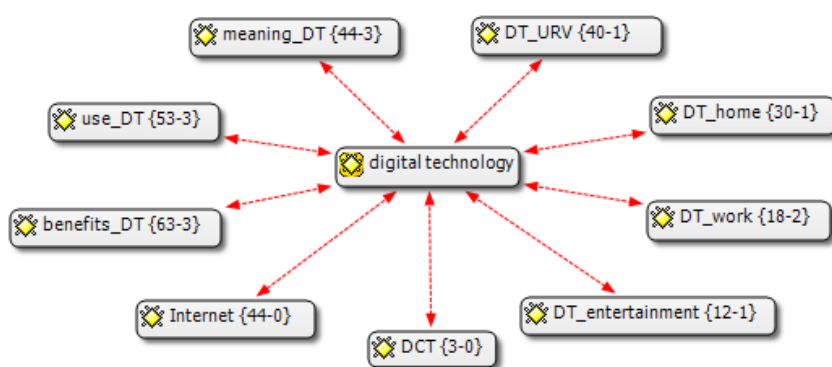 meaning_DT {44-3}
DT_URV {40-1}
use_DT {53-3}
DT_home {30-1}
digital technology
benefits_DT {63-3}
DT_work {18-2}
Internet {44-0}
DT_entertainment {12-1}
DCT {3-0}